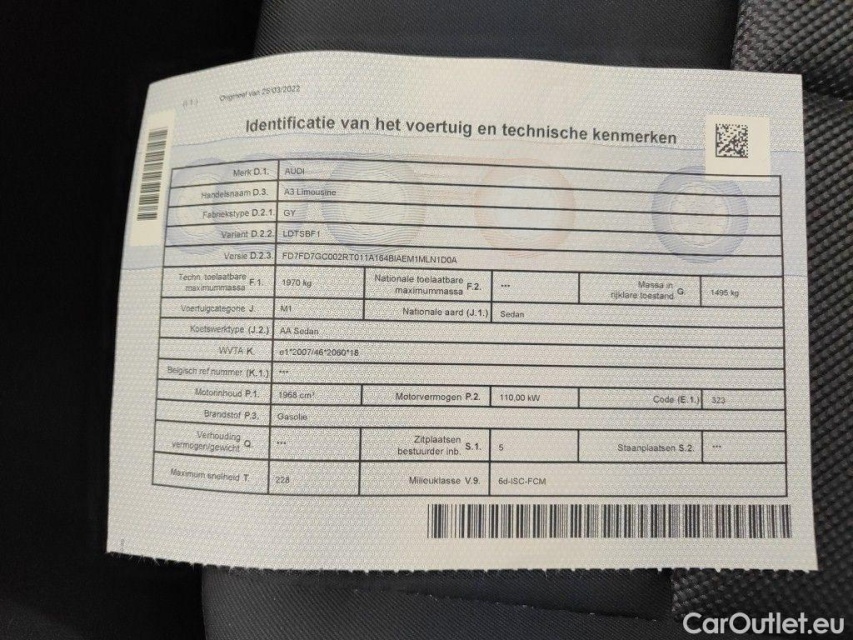 (I1) Origineel van 25/03/2022
Identificatie van het voertuig en technische kenmerken
Merk D.1. AUDI
Handelsnaam D.3. A3 Limousine
Fabriekstype D.2.1. GY
Variant D.2.2. LDTSBF1
Versie D.2.3. FD7FD7GC002RT011A164BIAEM1MLN1D0A
Techn. toelaatbare maximummassa F.1. 1970 kg Nationale toelaatbare maximummassa F.2. --- Massa in rijklare toestand G. 1495 kg
Voertuigcategorie J. M1 Nationale aard (J.1.) Sedan
Koetswerktype (J.2.) AA Sedan
WVTA K. e1*2007/46*2060*18
Belgisch ref nummer (K.1.) ---
Motorinhoud P.1. 1968 cm³ Motorvermogen P.2. 110,00 kW Code (E.1.) 323
Brandstof P.3. Gasolie
Verhouding vermogen/gewicht Q. --- Zitplaatsen bestuurder inb. S.1. 5 Staanplaatsen S.2. ---
Maximum snelheid T. 228 Milieuklasse V.9. 6d-ISC-FCM
CarOutlet.eu